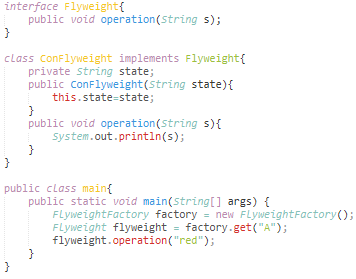 interface Flyweight{
    public void operation(String s);
}

class ConFlyweight implements Flyweight{
    private String state;
    public ConFlyweight(String state){
        this.state=state;
    }
    public void operation(String s){
        System.out.println(s);
    }
}

public class main{
    public static void main(String[] args) {
        FlyweightFactory factory = new FlyweightFactory();
        Flyweight flyweight = factory.get("A");
        flyweight.operation("red");
    }
}